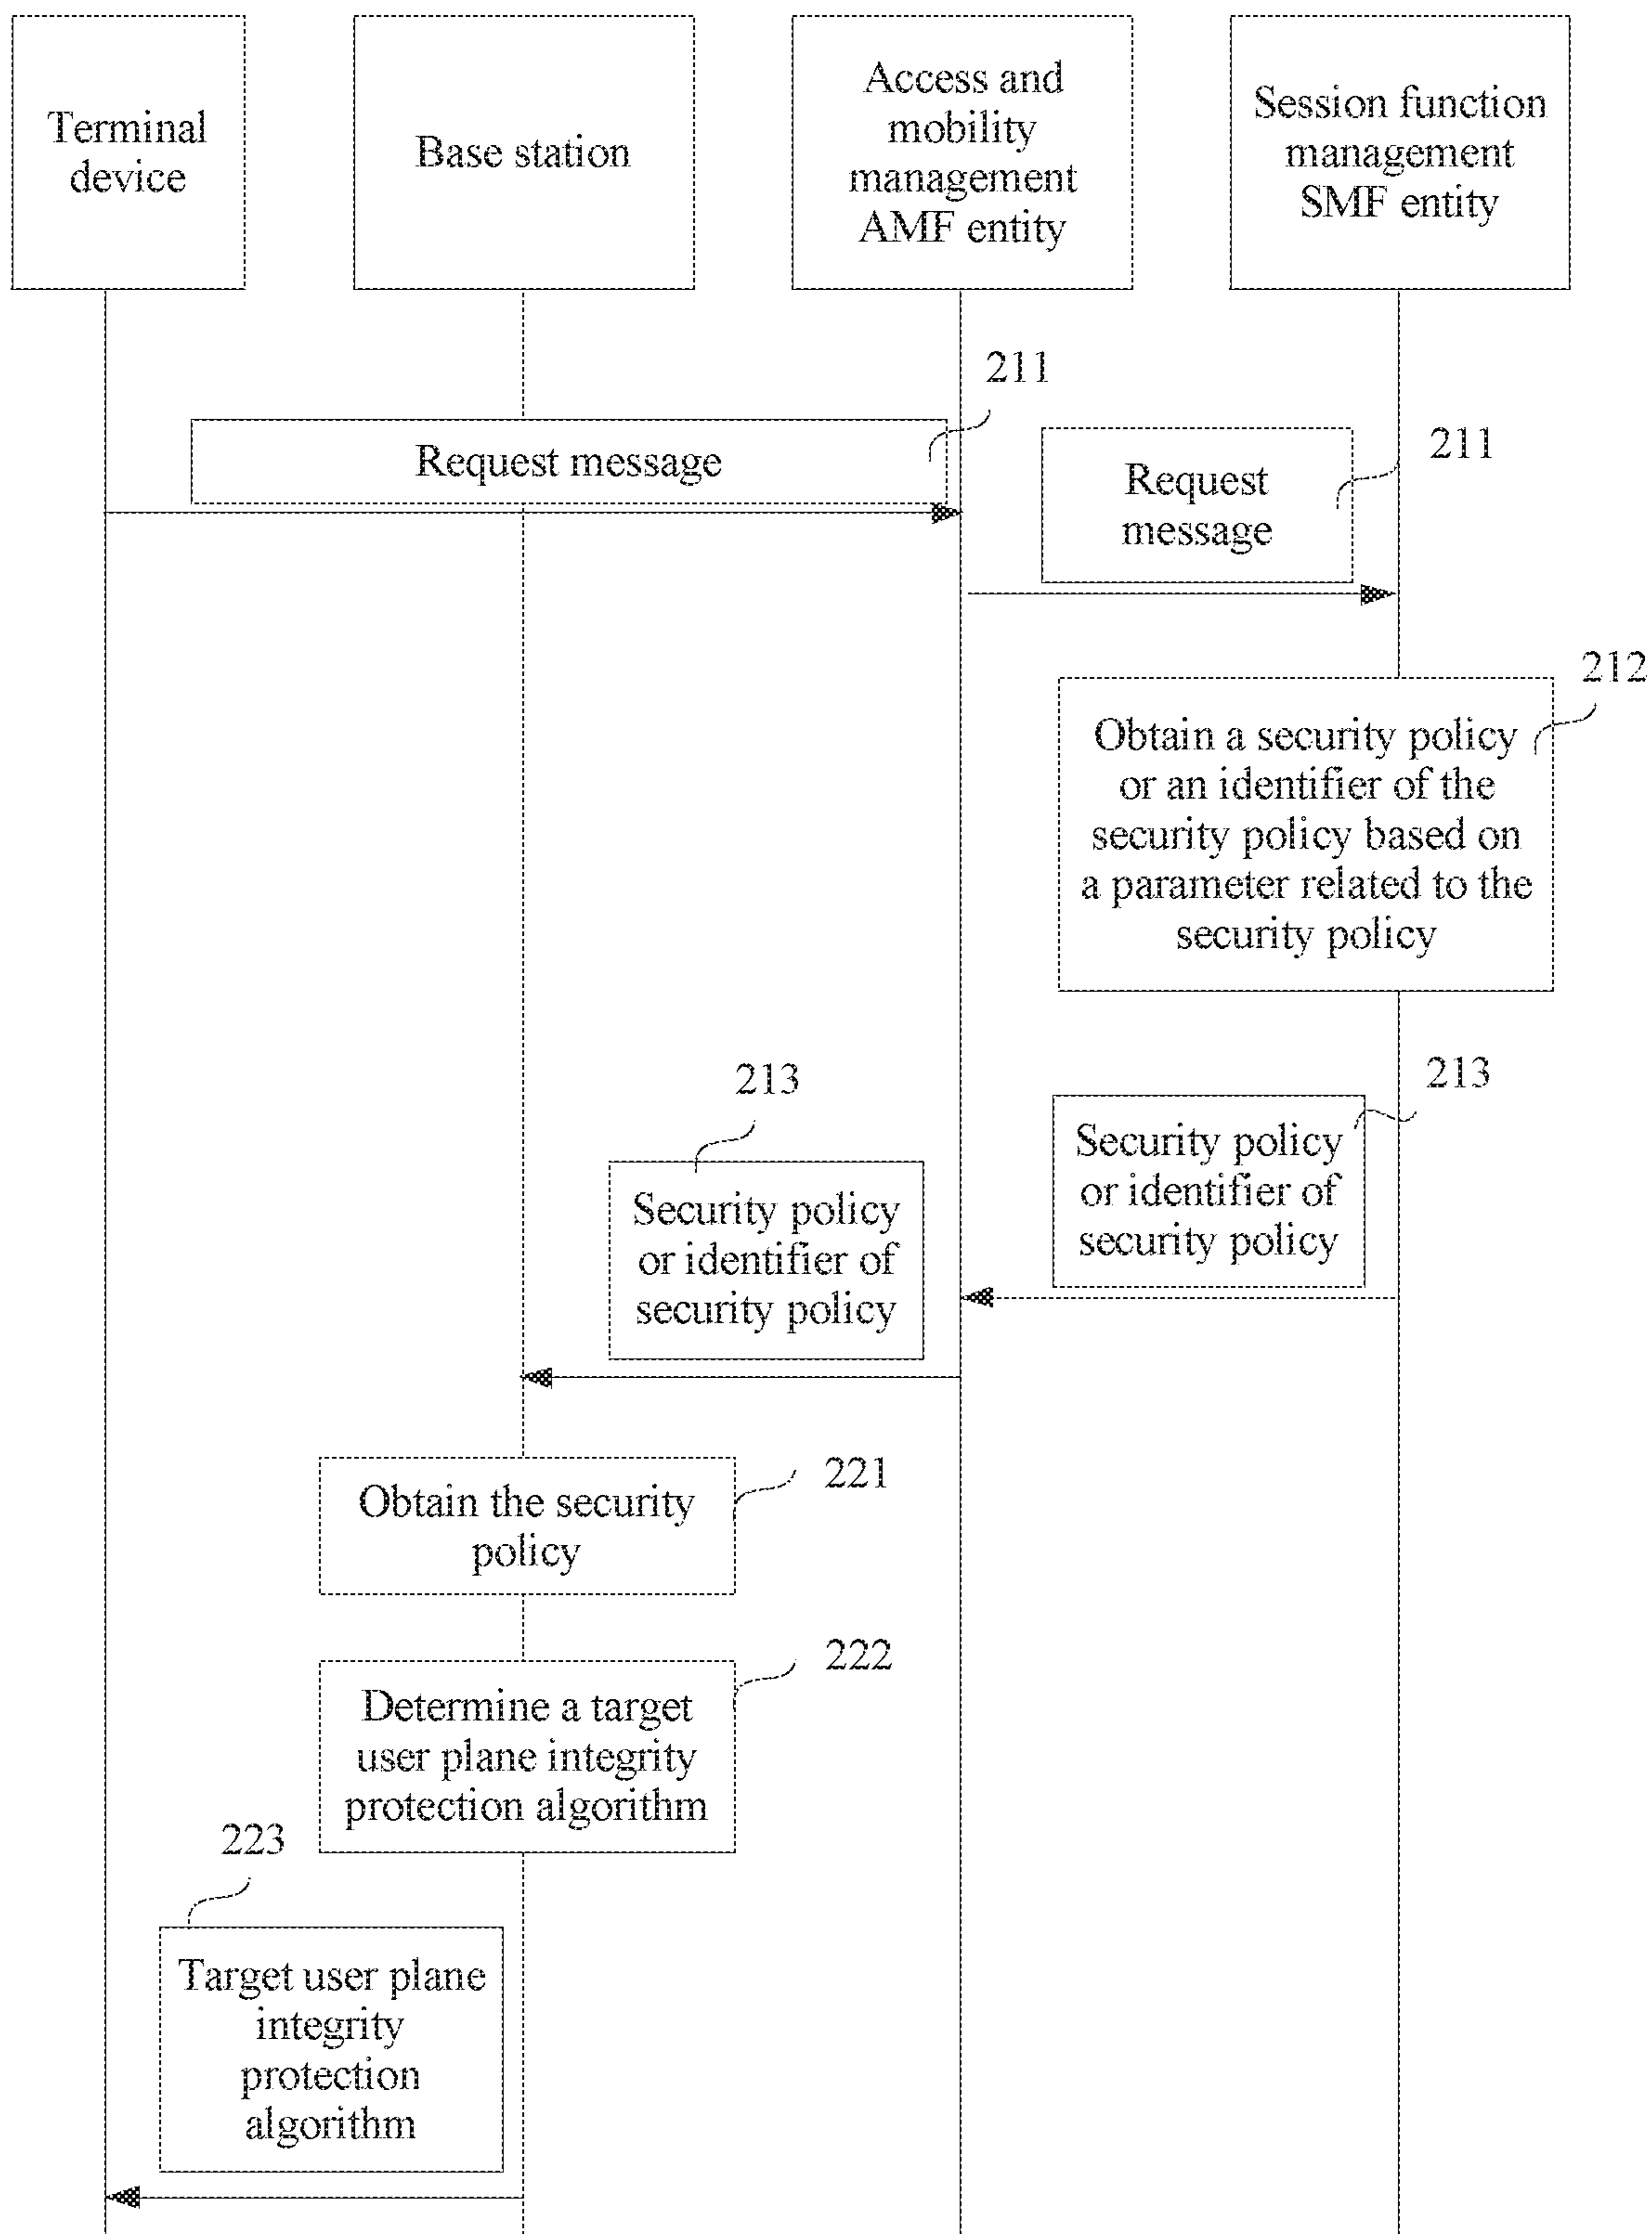 Terminal
device
Base station
Access and
mobility
management
AMF entity
Session function
management
SMF entity
211
Request message
211
Request
message
212
Obtain a security policy
or an identifier of the
security policy based on
a parameter related to the
security policy
213
Security policy
or identifier of
security policy
213
Security policy
or identifier of
security policy
221
Obtain the security
policy
222
Determine a target
user plane integrity
protection algorithm
223
Target user plane
integrity
protection
algorithm